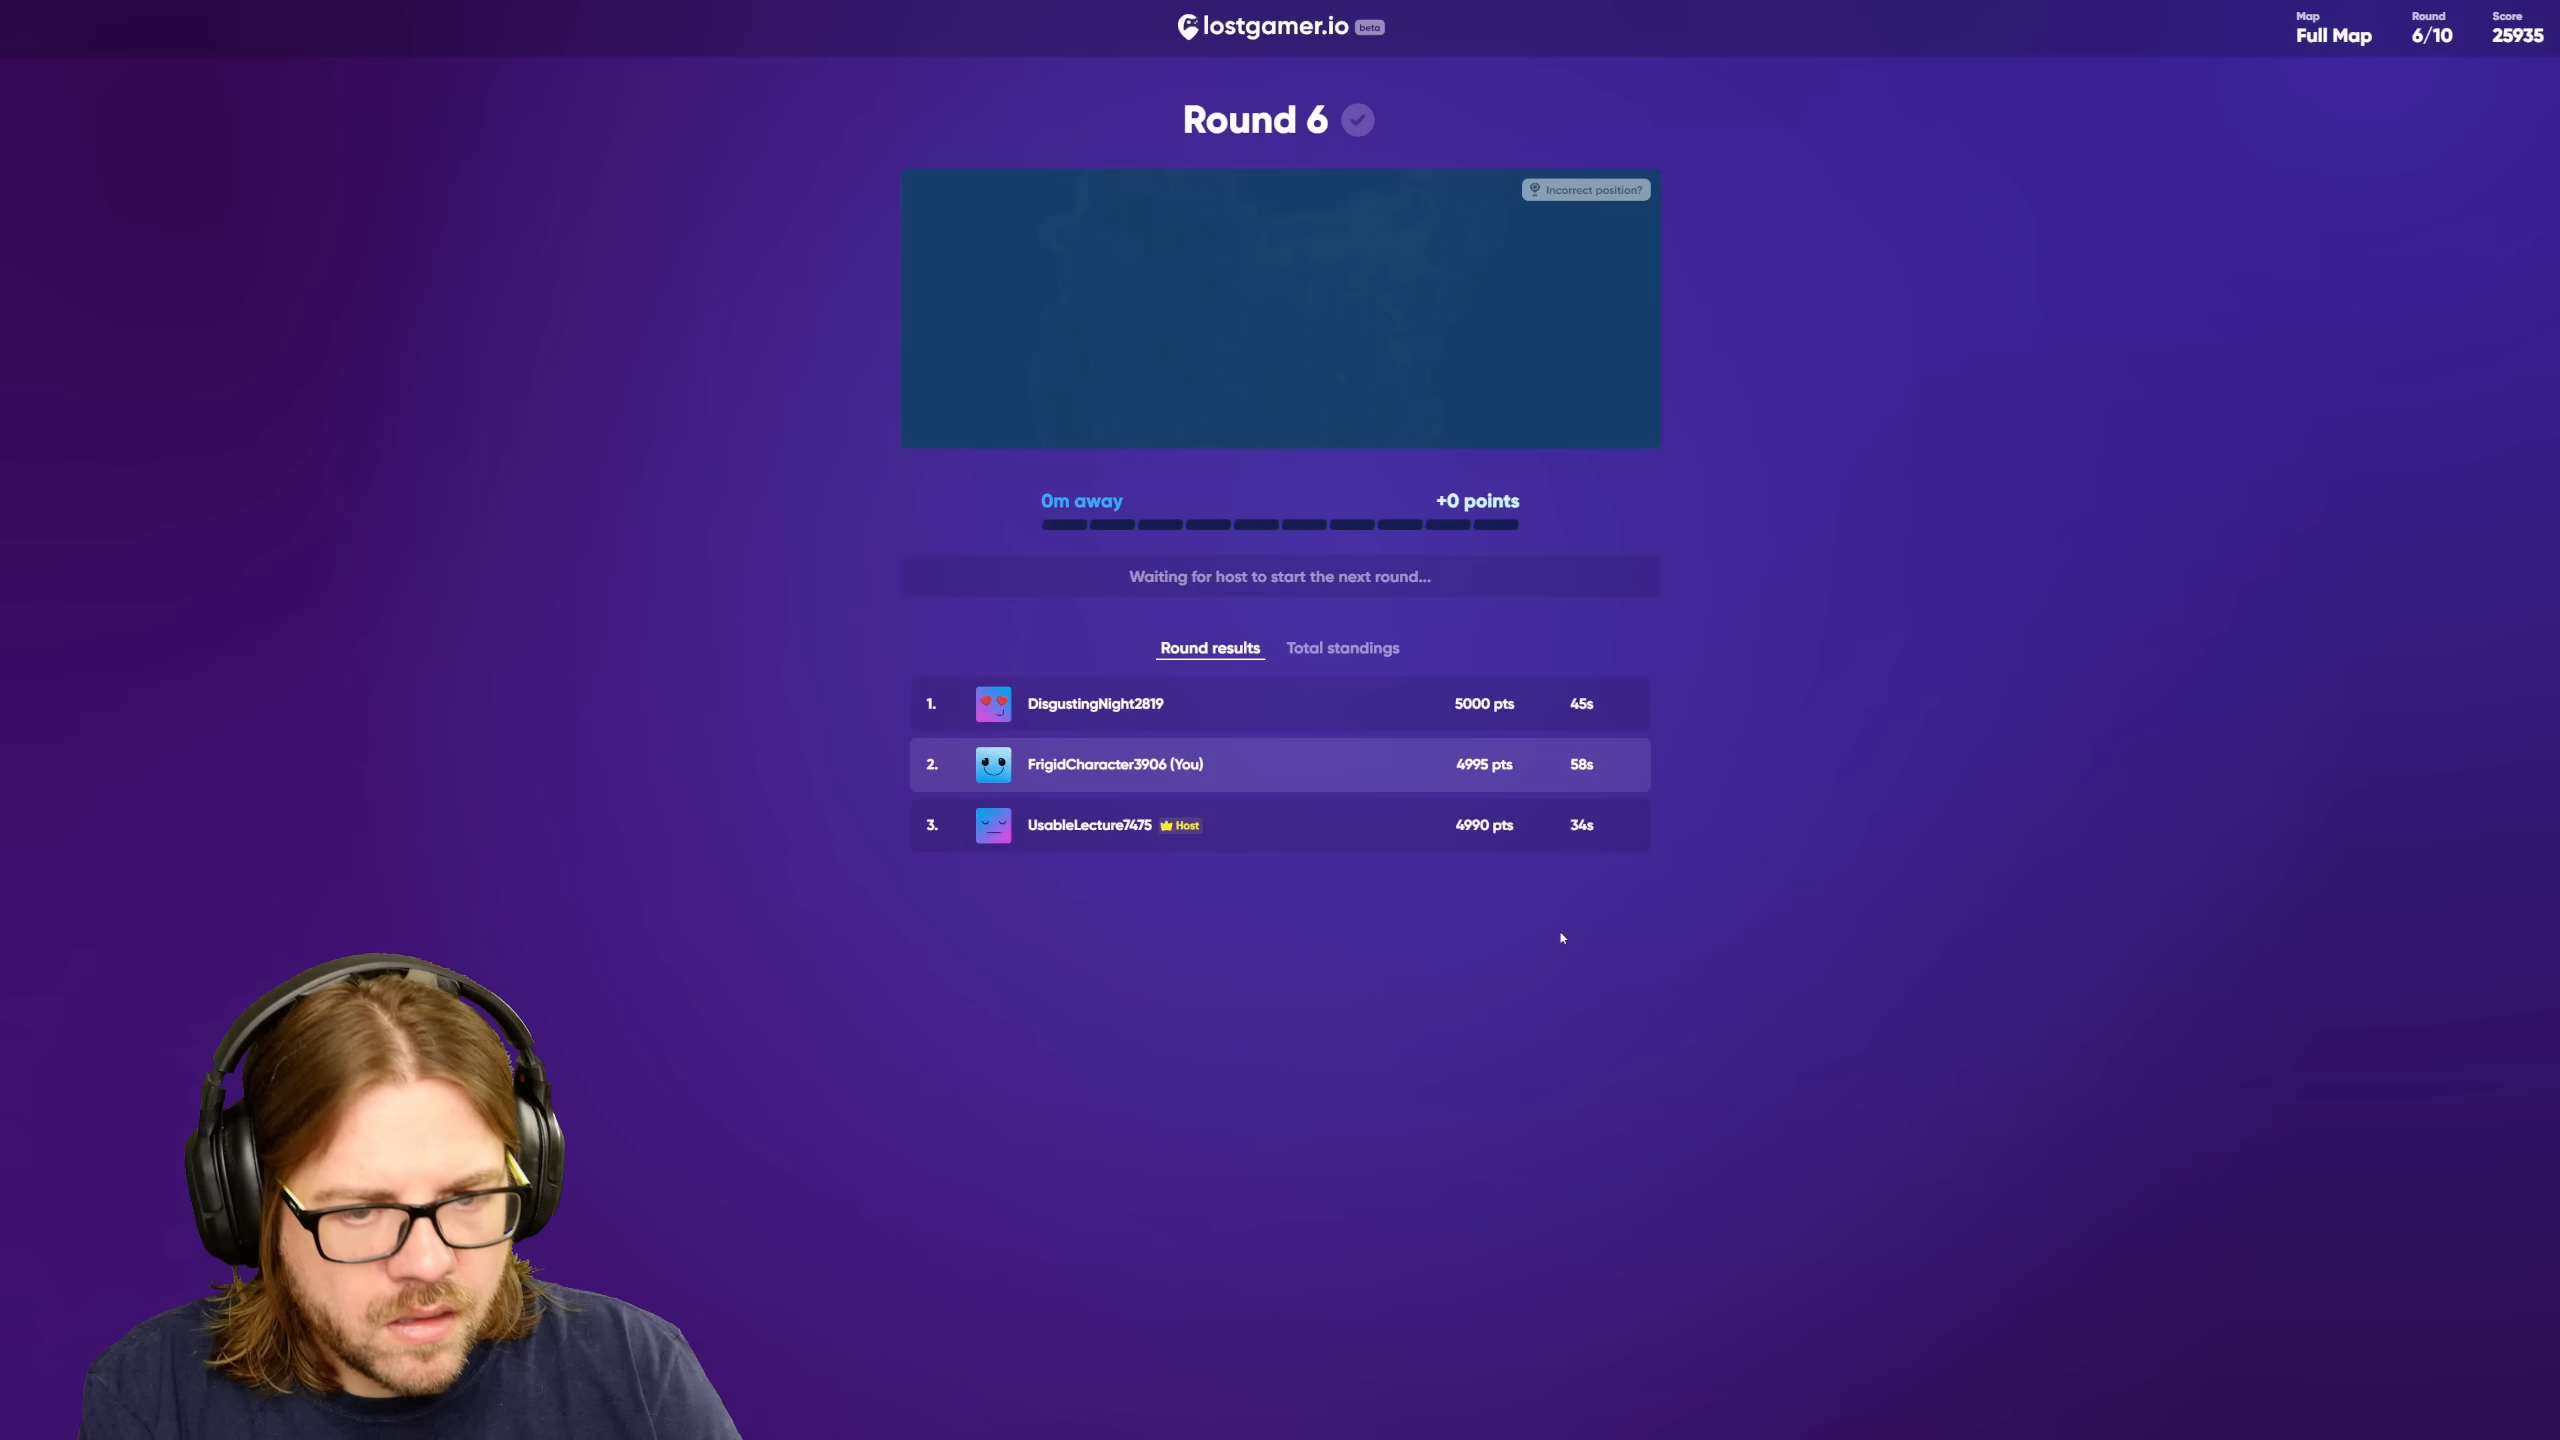 lostgamer.io beta
Map
Full Map
Round
6/10
Score
25935
Round 6
Incorrect position?
0m away
+0 points
Waiting for host to start the next round...
Round results
Total standings
1. DisgustingNight2819 5000 pts 45s
2. FrigidCharacter3906 (You) 4995 pts 58s
3. UsableLecture7475 Host 4990 pts 34s